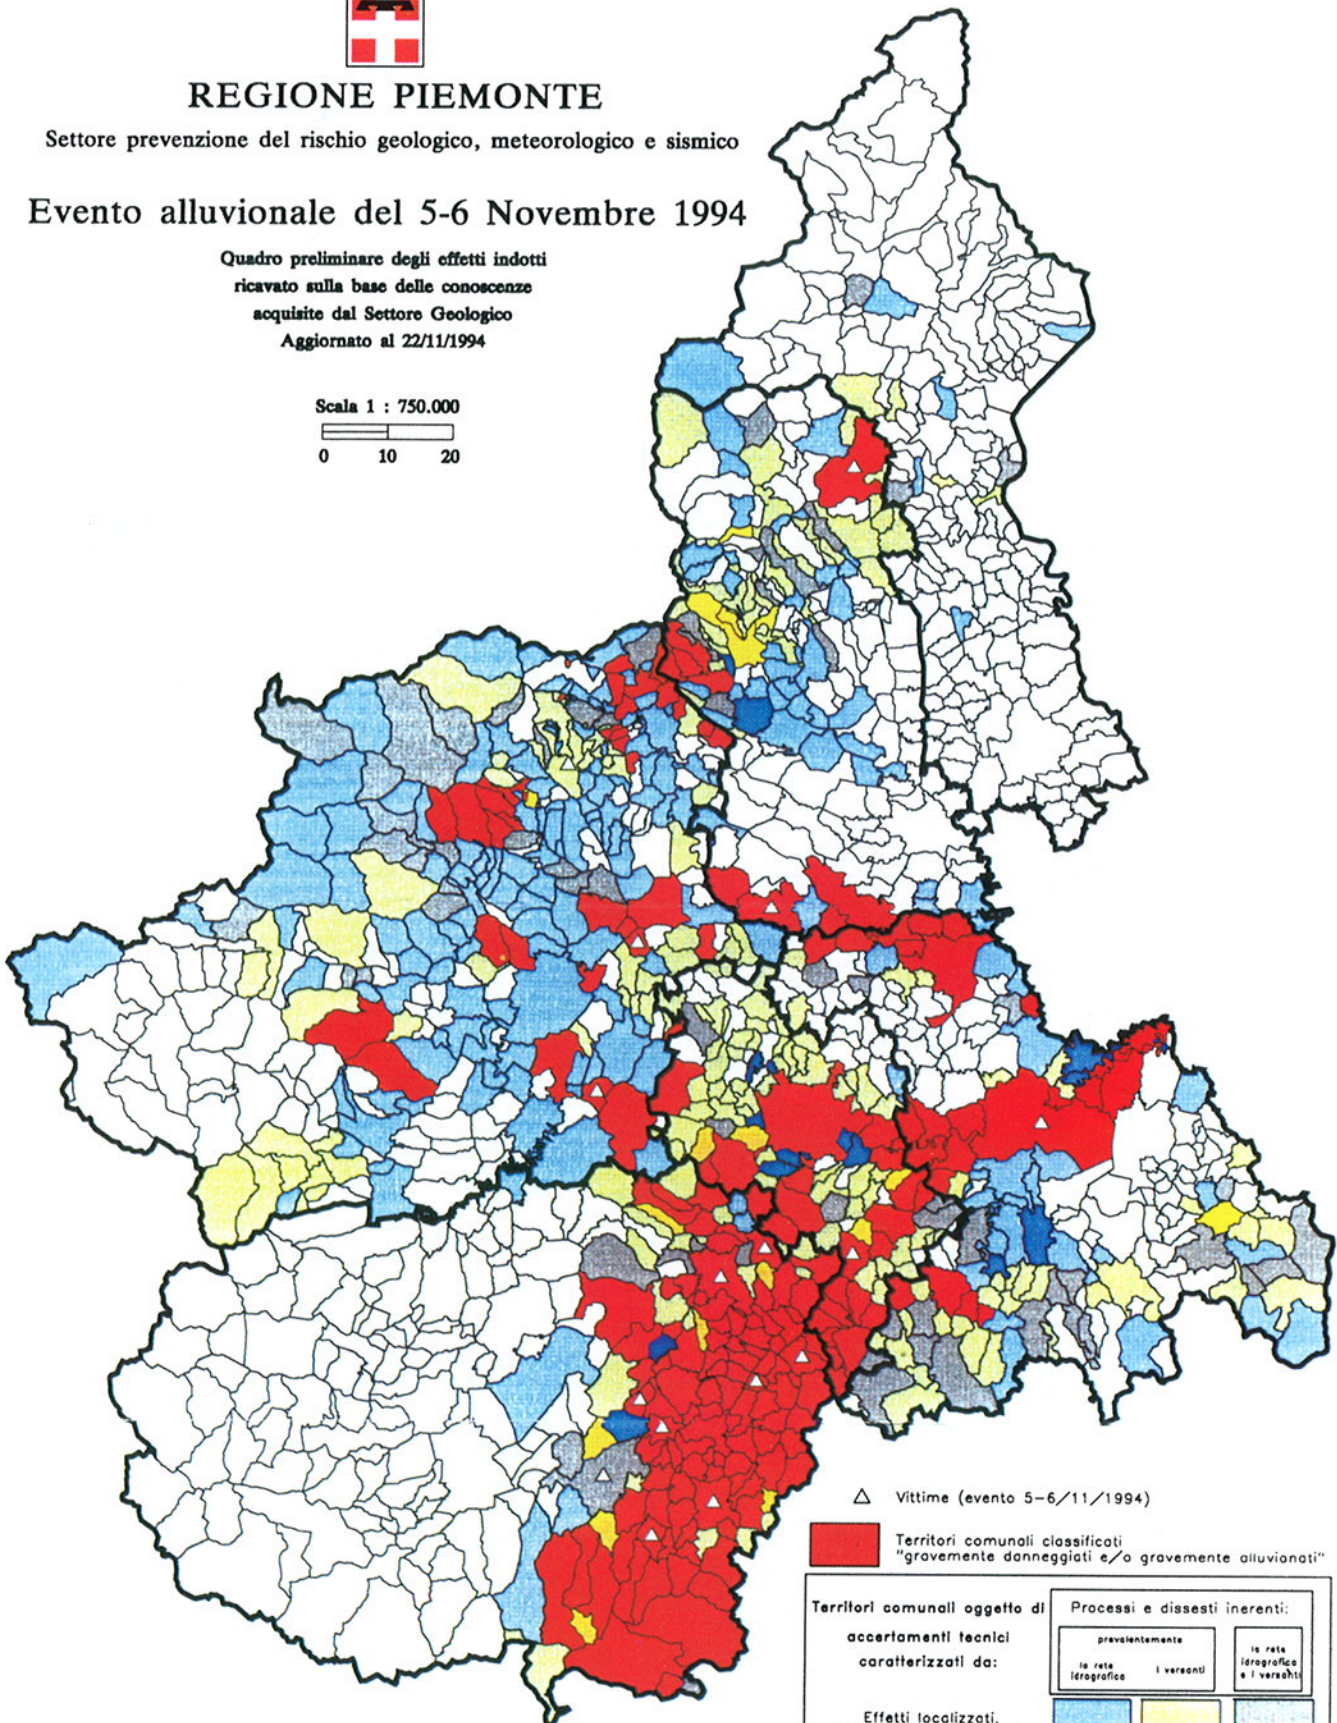 REGIONE PIEMONTE
Settore prevenzione del rischio geologico, meteorologico e sismico
Evento alluvionale del 5-6 Novembre 1994
Quadro preliminare degli effetti indotti
ricavato sulla base delle conoscenze
acquisite dal Settore Geologico
Aggiornato al 22/11/1994
Scala 1 : 750.000
0 10 20
Vittime (evento 5-6/11/1994)
Territori comunali classificati
"gravemente danneggiati e/o gravemente alluvionati"
Territori comunali oggetto di
accertamenti tecnici
caratterizzati da:
Processi e dissesti inerenti:
prevalentemente
la rete
idrografica
i versanti
la rete
idrografica
e i versanti
Effetti localizzati,